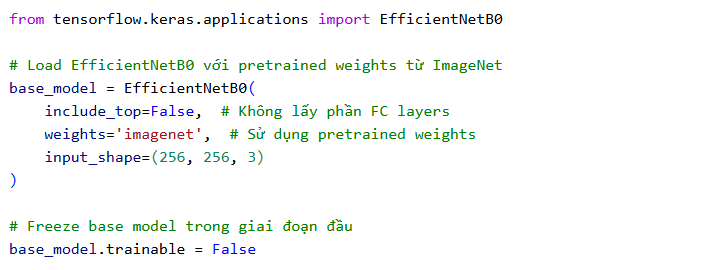 from tensorflow.keras.applications import EfficientNetB0

# Load EfficientNetB0 với pretrained weights từ ImageNet
base_model = EfficientNetB0(
    include_top=False,  # Không lấy phần FC layers
    weights='imagenet',  # Sử dụng pretrained weights
    input_shape=(256, 256, 3)
)

# Freeze base model trong giai đoạn đầu
base_model.trainable = False